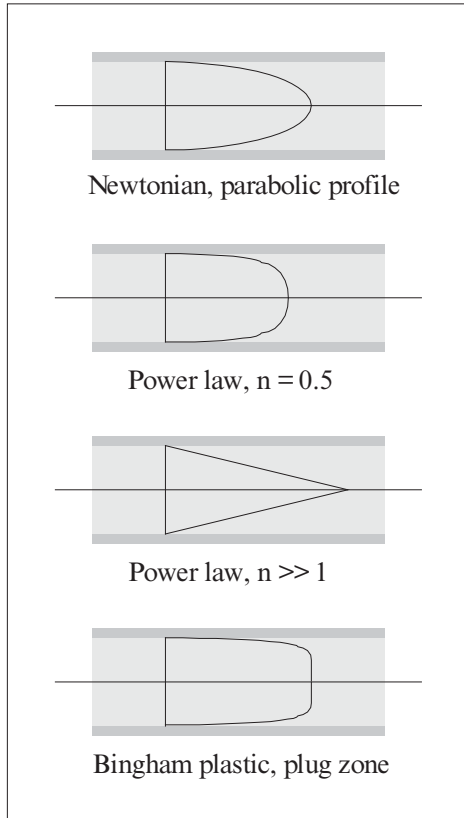 Newtonian, parabolic profile
Power law, n = 0.5
Power law, n >> 1
Bingham plastic, plug zone